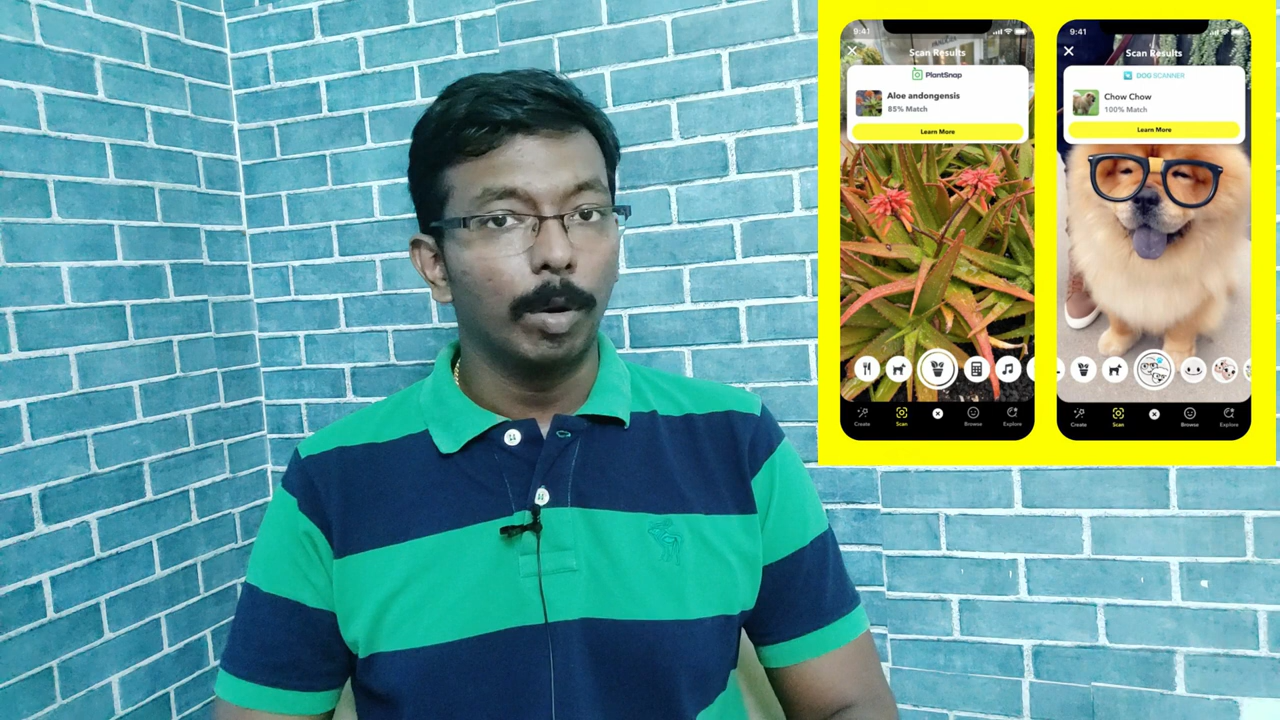 9:41
Scan Results
PlantSnap
Aloe andongensis
85% Match
Learn More
Create
Scan
Browse
Explore
9:41
Scan Results
DOG SCANNER
Chow Chow
100% Match
Learn More
Create
Scan
Browse
Explore